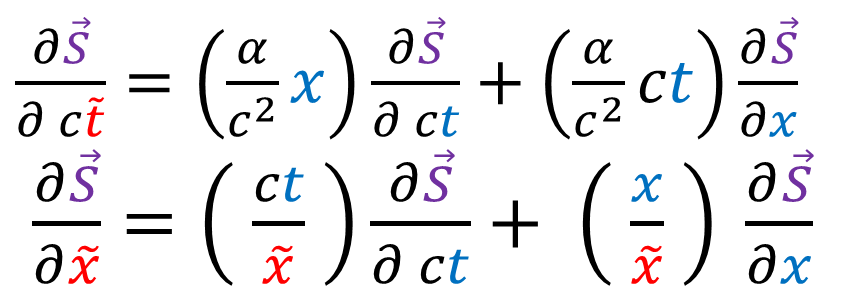 ∂S⃗/∂ ct̃ = (α/c² x) ∂S⃗/∂ ct + (α/c² ct) ∂S⃗/∂x
∂S⃗/∂x̃ = (ct/x̃) ∂S⃗/∂ ct + (x/x̃) ∂S⃗/∂x